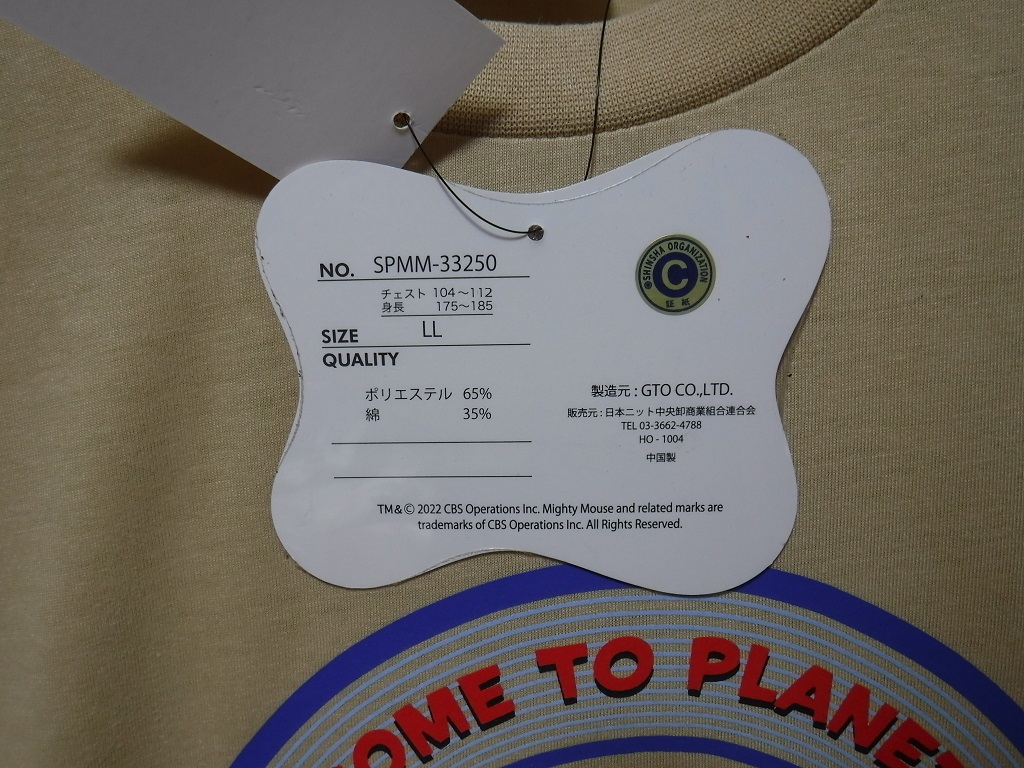 NO. SPMM-33250
チェスト 104～112
身長 175～185
SIZE LL
QUALITY
ポリエステル 65%
綿 35%
SHINSHA ORGANIZATION
C
証紙
製造元 : GTO CO.,LTD.
販売元 : 日本ニット中央卸商業組合連合会
TEL 03-3662-4788
HO - 1004
中国製
TM&© 2022 CBS Operations Inc. Mighty Mouse and related marks are
trademarks of CBS Operations Inc. All Rights Reserved.
OME TO PLANE